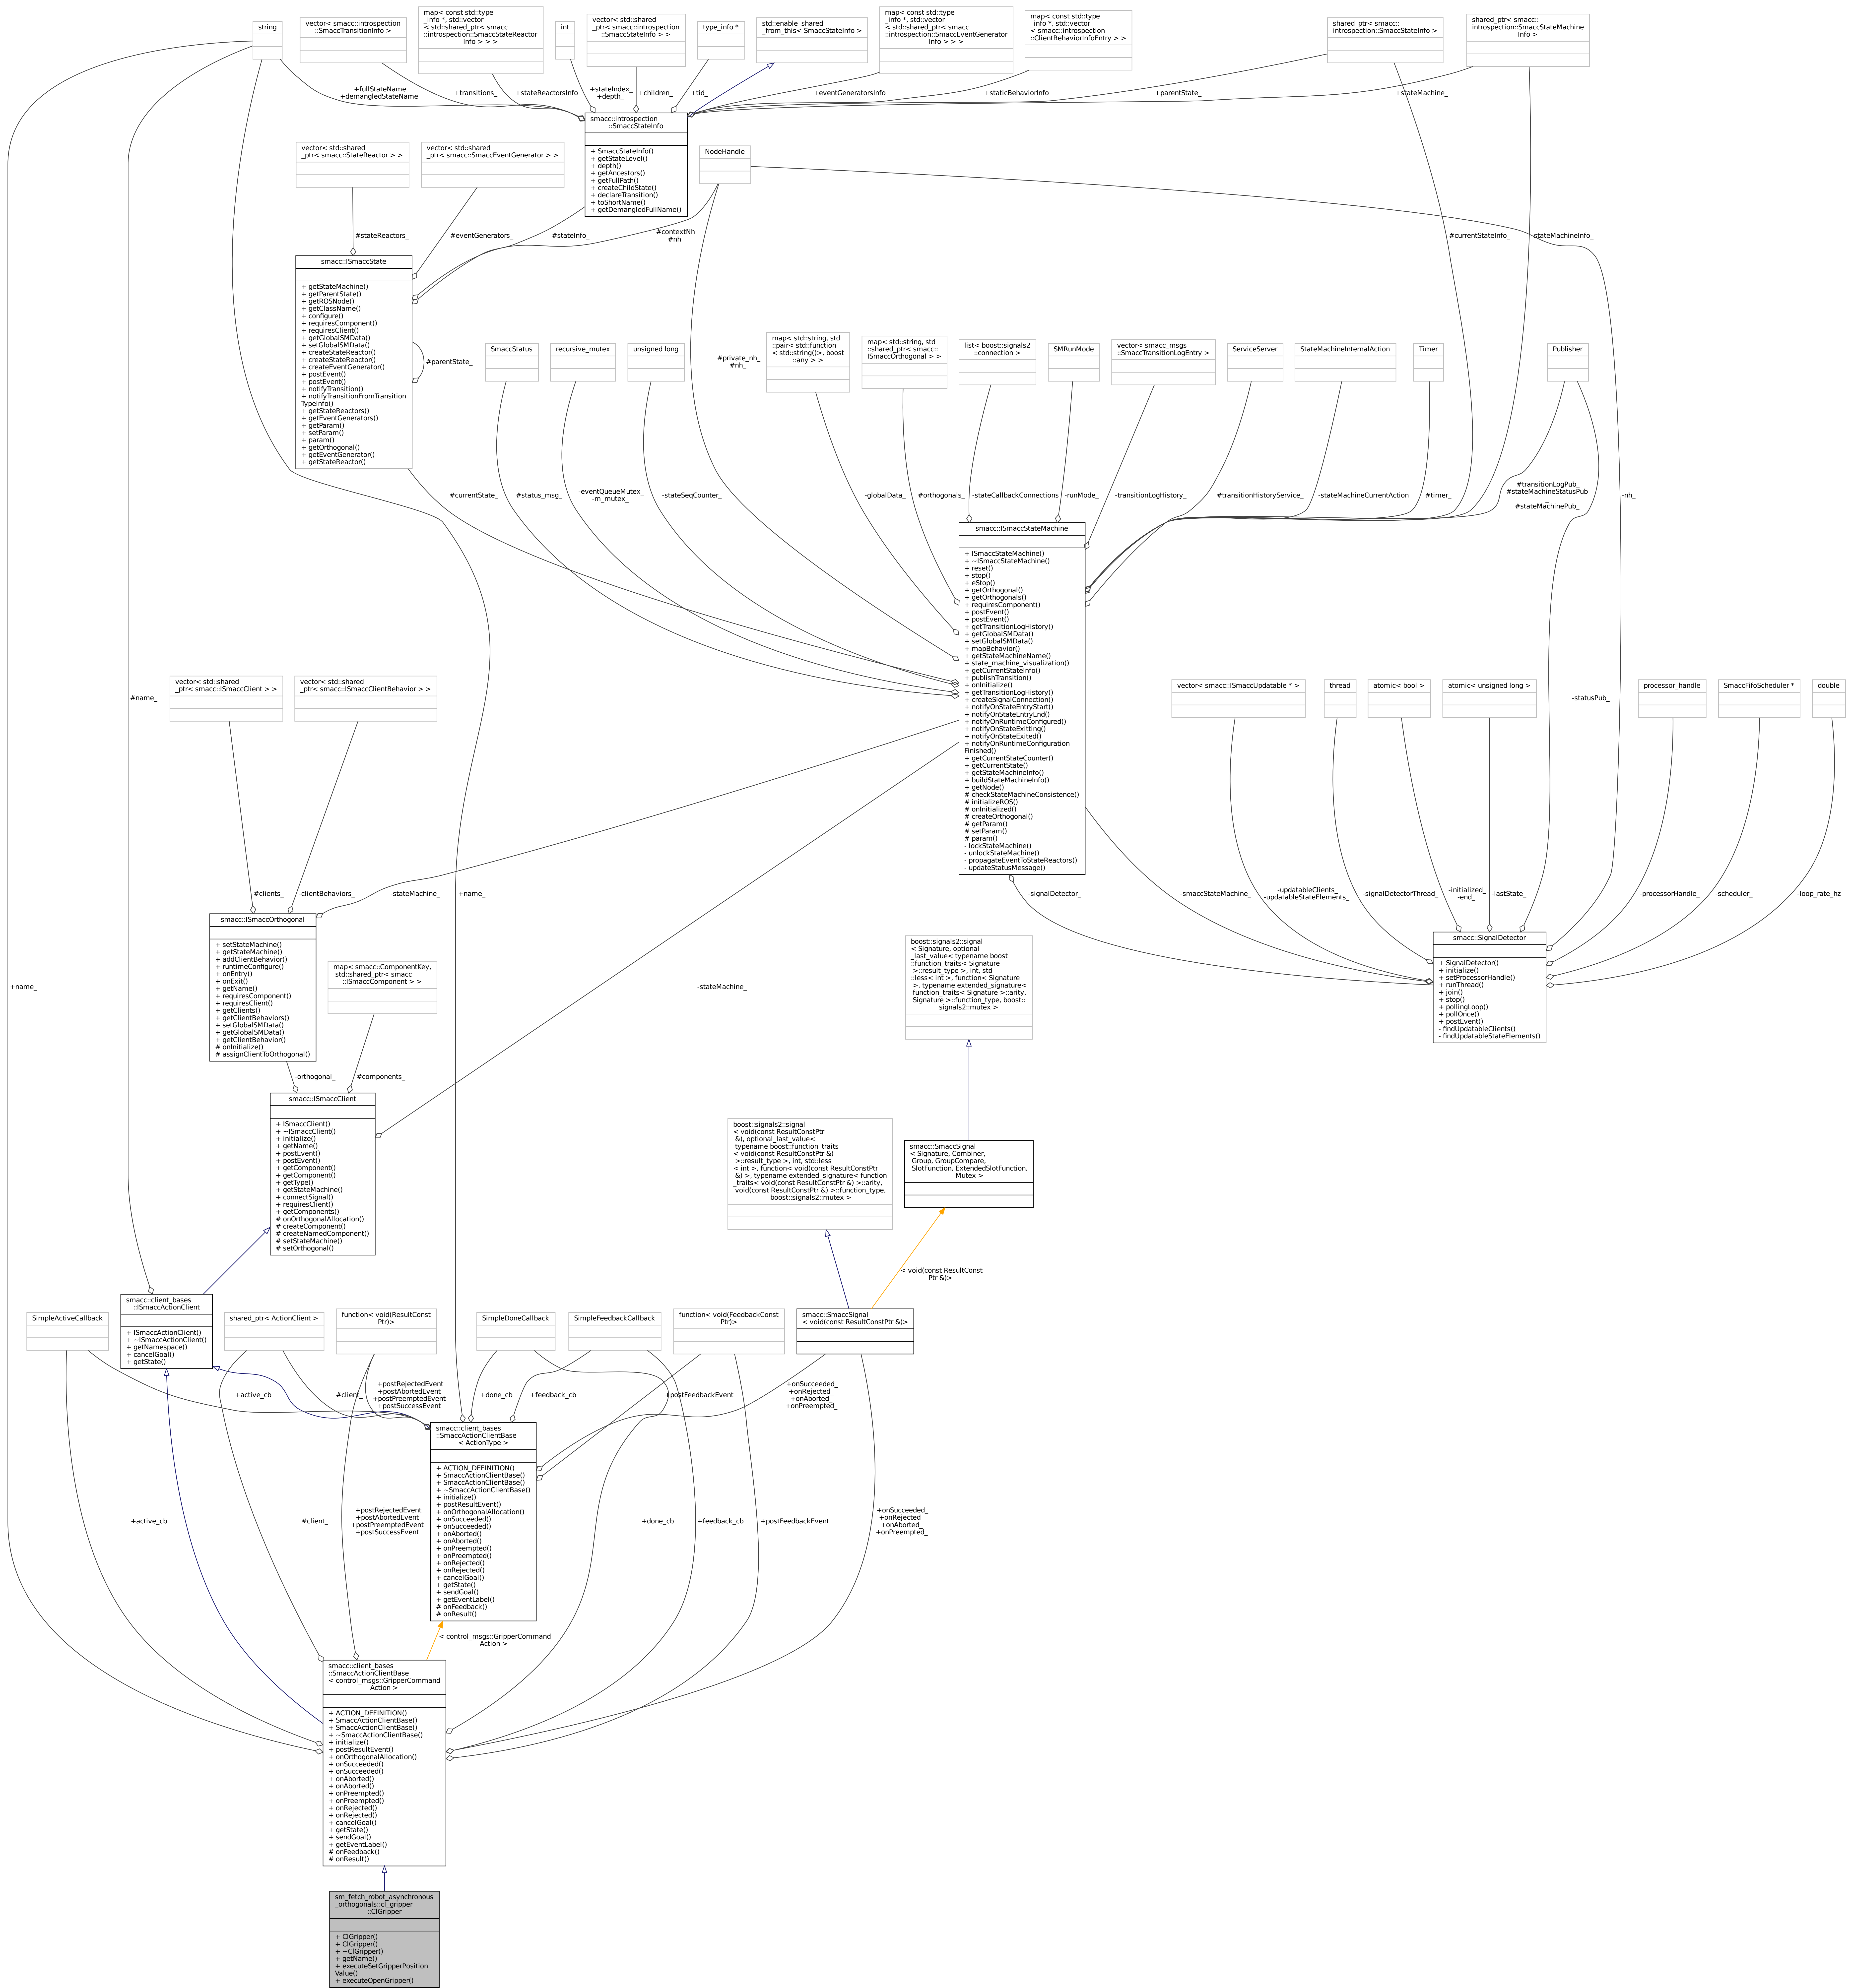 string
vector< smacc::introspection
::SmaccTransitionInfo >
map< const std::type
_info *, std::vector
< std::shared_ptr< smacc
::introspection::SmaccStateReactor
Info > > >
int
vector< std::shared
_ptr< smacc::introspection
::SmaccStateInfo > >
type_info *
std::enable_shared
_from_this< SmaccStateInfo >
map< const std::type
_info *, std::vector
< std::shared_ptr< smacc
::introspection::SmaccEventGenerator
Info > > >
map< const std::type
_info *, std::vector
< smacc::introspection
::ClientBehaviorInfoEntry > >
shared_ptr< smacc::
introspection::SmaccStateInfo >
shared_ptr< smacc::
introspection::SmaccStateMachine
Info >
+fullStateName
+demangledStateName
+transitions_
+stateReactorsInfo
+stateIndex_
+depth_
+children_
+tid_
+eventGeneratorsInfo
+staticBehaviorInfo
+parentState_
+stateMachine_
smacc::introspection
::SmaccStateInfo
+ SmaccStateInfo()
+ getStateLevel()
+ depth()
+ getAncestors()
+ getFullPath()
+ createChildState()
+ declareTransition()
+ toShortName()
+ getDemangledFullName()
vector< std::shared
_ptr< smacc::StateReactor > >
vector< std::shared
_ptr< smacc::SmaccEventGenerator > >
NodeHandle
#stateReactors_
#eventGenerators_
#stateInfo_
#contextNh
#nh
#currentStateInfo_
-stateMachineInfo_
smacc::ISmaccState
+ getStateMachine()
+ getParentState()
+ getROSNode()
+ getClassName()
+ configure()
+ requiresComponent()
+ requiresClient()
+ getGlobalSMData()
+ setGlobalSMData()
+ createStateReactor()
+ createStateReactor()
+ createEventGenerator()
+ postEvent()
+ postEvent()
+ notifyTransition()
+ notifyTransitionFromTransition
TypeInfo()
+ getStateReactors()
+ getEventGenerators()
+ getParam()
+ setParam()
+ param()
+ getOrthogonal()
+ getEventGenerator()
+ getStateReactor()
#parentState_
SmaccStatus
recursive_mutex
unsigned long
#private_nh_
#nh_
map< std::string, std
::pair< std::function
< std::string()>, boost
::any > >
map< std::string, std
::shared_ptr< smacc::
ISmaccOrthogonal > >
list< boost::signals2
::connection >
SMRunMode
vector< smacc_msgs
::SmaccTransitionLogEntry >
ServiceServer
StateMachineInternalAction
Timer
Publisher
#currentState_
#status_msg_
-eventQueueMutex_
-m_mutex_
-stateSeqCounter_
-globalData_
#orthogonals_
-stateCallbackConnections
-runMode_
-transitionLogHistory_
#transitionHistoryService_
-stateMachineCurrentAction
#timer_
#transitionLogPub_
#stateMachineStatusPub
_
#stateMachinePub_
-nh_
smacc::ISmaccStateMachine
+ ISmaccStateMachine()
+ ~ISmaccStateMachine()
+ reset()
+ stop()
+ eStop()
+ getOrthogonal()
+ getOrthogonals()
+ requiresComponent()
+ postEvent()
+ postEvent()
+ getTransitionLogHistory()
+ getGlobalSMData()
+ setGlobalSMData()
+ mapBehavior()
+ getStateMachineName()
+ state_machine_visualization()
+ getCurrentStateInfo()
+ publishTransition()
+ onInitialize()
+ getTransitionLogHistory()
+ createSignalConnection()
+ notifyOnStateEntryStart()
+ notifyOnStateEntryEnd()
+ notifyOnRuntimeConfigured()
+ notifyOnStateExitting()
+ notifyOnStateExited()
+ notifyOnRuntimeConfiguration
Finished()
+ getCurrentStateCounter()
+ getCurrentState()
+ getStateMachineInfo()
+ buildStateMachineInfo()
+ getNode()
# checkStateMachineConsistence()
# initializeROS()
# onInitialized()
# createOrthogonal()
# getParam()
# setParam()
# param()
- lockStateMachine()
- unlockStateMachine()
- propagateEventToStateReactors()
- updateStatusMessage()
vector< std::shared
_ptr< smacc::ISmaccClient > >
vector< std::shared
_ptr< smacc::ISmaccClientBehavior > >
#name_
vector< smacc::ISmaccUpdatable * >
thread
atomic< bool >
atomic< unsigned long >
-statusPub_
processor_handle
SmaccFifoScheduler *
double
#clients_
-clientBehaviors_
-stateMachine_
+name_
-signalDetector_
-smaccStateMachine_
-updatableClients_
-updatableStateElements_
-signalDetectorThread_
-initialized_
-end_
-lastState_
-processorHandle_
-scheduler_
-loop_rate_hz
smacc::ISmaccOrthogonal
+ setStateMachine()
+ getStateMachine()
+ addClientBehavior()
+ runtimeConfigure()
+ onEntry()
+ onExit()
+ getName()
+ requiresComponent()
+ requiresClient()
+ getClients()
+ getClientBehaviors()
+ setGlobalSMData()
+ getGlobalSMData()
+ getClientBehavior()
# onInitialize()
# assignClientToOrthogonal()
smacc::SignalDetector
+ SignalDetector()
+ initialize()
+ setProcessorHandle()
+ runThread()
+ join()
+ stop()
+ pollingLoop()
+ pollOnce()
+ postEvent()
- findUpdatableClients()
- findUpdatableStateElements()
map< smacc::ComponentKey,
std::shared_ptr< smacc
::ISmaccComponent > >
boost::signals2::signal
< Signature, optional
_last_value< typename boost
::function_traits< Signature
>::result_type >, int, std
::less< int >, function< Signature
>, typename extended_signature<
function_traits< Signature >::arity,
Signature >::function_type, boost::
signals2::mutex >
+name_
-stateMachine_
-orthogonal_
#components_
smacc::ISmaccClient
+ ISmaccClient()
+ ~ISmaccClient()
+ initialize()
+ getName()
+ postEvent()
+ postEvent()
+ getComponent()
+ getComponent()
+ getType()
+ getStateMachine()
+ connectSignal()
+ requiresClient()
+ getComponents()
# onOrthogonalAllocation()
# createComponent()
# createNamedComponent()
# setStateMachine()
# setOrthogonal()
boost::signals2::signal
< void(const ResultConstPtr
&), optional_last_value<
typename boost::function_traits
< void(const ResultConstPtr &)
>::result_type >, int, std::less
< int >, function< void(const ResultConstPtr
&) >, typename extended_signature< function
_traits< void(const ResultConstPtr &) >::arity,
void(const ResultConstPtr &) >::function_type,
boost::signals2::mutex >
smacc::SmaccSignal
< Signature, Combiner,
Group, GroupCompare,
SlotFunction, ExtendedSlotFunction,
Mutex >
< void(const ResultConst
Ptr &)>
smacc::client_bases
::ISmaccActionClient
+ ISmaccActionClient()
+ ~ISmaccActionClient()
+ getNamespace()
+ cancelGoal()
+ getState()
SimpleActiveCallback
shared_ptr< ActionClient >
function< void(ResultConst
Ptr)>
SimpleDoneCallback
SimpleFeedbackCallback
function< void(FeedbackConst
Ptr)>
smacc::SmaccSignal
< void(const ResultConstPtr &)>
+active_cb
#client_
+postRejectedEvent
+postAbortedEvent
+postPreemptedEvent
+postSuccessEvent
+done_cb
+feedback_cb
+postFeedbackEvent
+onSucceeded_
+onRejected_
+onAborted_
+onPreempted_
smacc::client_bases
::SmaccActionClientBase
< ActionType >
+ ACTION_DEFINITION()
+ SmaccActionClientBase()
+ SmaccActionClientBase()
+ ~SmaccActionClientBase()
+ initialize()
+ postResultEvent()
+ onOrthogonalAllocation()
+ onSucceeded()
+ onSucceeded()
+ onAborted()
+ onAborted()
+ onPreempted()
+ onPreempted()
+ onRejected()
+ onRejected()
+ cancelGoal()
+ getState()
+ sendGoal()
+ getEventLabel()
# onFeedback()
# onResult()
+active_cb
#client_
+postRejectedEvent
+postAbortedEvent
+postPreemptedEvent
+postSuccessEvent
+done_cb
+feedback_cb
+postFeedbackEvent
+onSucceeded_
+onRejected_
+onAborted_
+onPreempted_
< control_msgs::GripperCommand
Action >
smacc::client_bases
::SmaccActionClientBase
< control_msgs::GripperCommand
Action >
+ ACTION_DEFINITION()
+ SmaccActionClientBase()
+ SmaccActionClientBase()
+ ~SmaccActionClientBase()
+ initialize()
+ postResultEvent()
+ onOrthogonalAllocation()
+ onSucceeded()
+ onSucceeded()
+ onAborted()
+ onAborted()
+ onPreempted()
+ onPreempted()
+ onRejected()
+ onRejected()
+ cancelGoal()
+ getState()
+ sendGoal()
+ getEventLabel()
# onFeedback()
# onResult()
sm_fetch_robot_asynchronous
_orthogonals::cl_gripper
::ClGripper
+ ClGripper()
+ ClGripper()
+ ~ClGripper()
+ getName()
+ executeSetGripperPosition
Value()
+ executeOpenGripper()